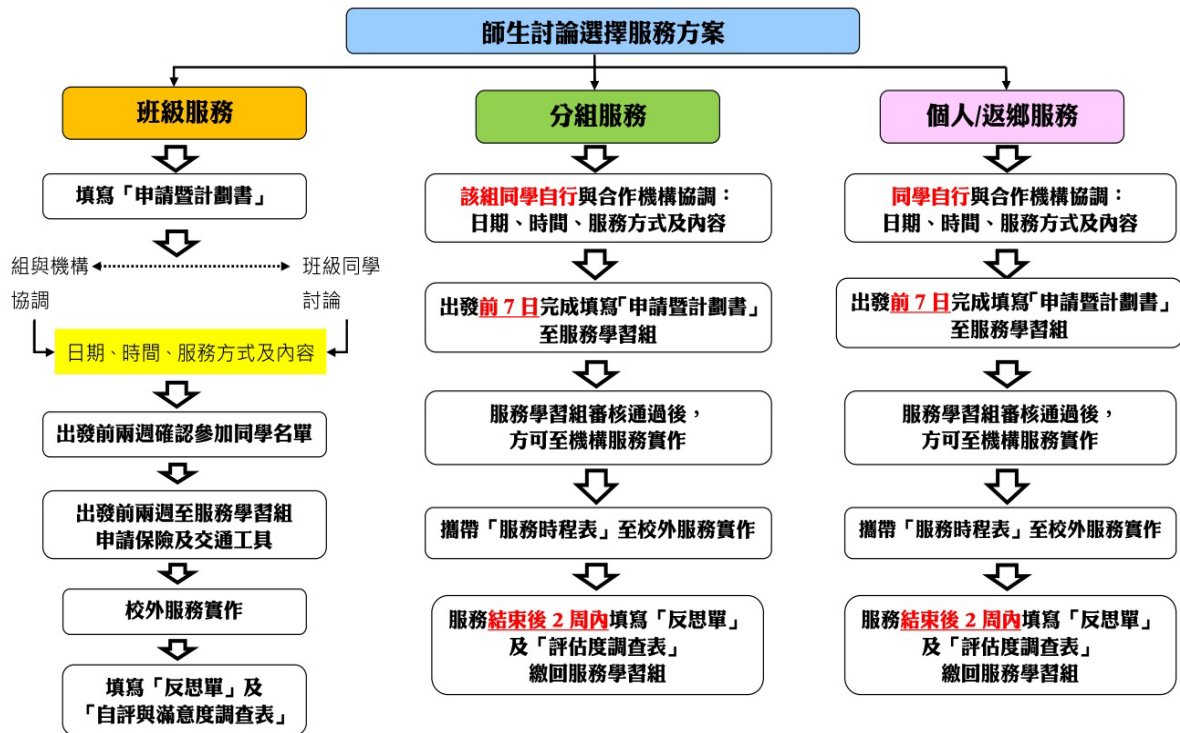 師生討論選擇服務方案
班級服務
填寫「申請暨計劃書」
組與機構
協調
班級同學
討論
日期、時間、服務方式及內容
出發前兩週確認參加同學名單
出發前兩週至服務學習組
申請保險及交通工具
校外服務實作
填寫「反思單」及
「自評與滿意度調查表」
分組服務
該組同學自行與合作機構協調：
日期、時間、服務方式及內容
出發前 7 日完成填寫「申請暨計劃書」
至服務學習組
服務學習組審核通過後，
方可至機構服務實作
攜帶「服務時程表」至校外服務實作
服務結束後 2 周內填寫「反思單」
及「評估度調查表」
繳回服務學習組
個人/返鄉服務
同學自行與合作機構協調：
日期、時間、服務方式及內容
出發前 7 日完成填寫「申請暨計劃書」
至服務學習組
服務學習組審核通過後，
方可至機構服務實作
攜帶「服務時程表」至校外服務實作
服務結束後 2 周內填寫「反思單」
及「評估度調查表」
繳回服務學習組